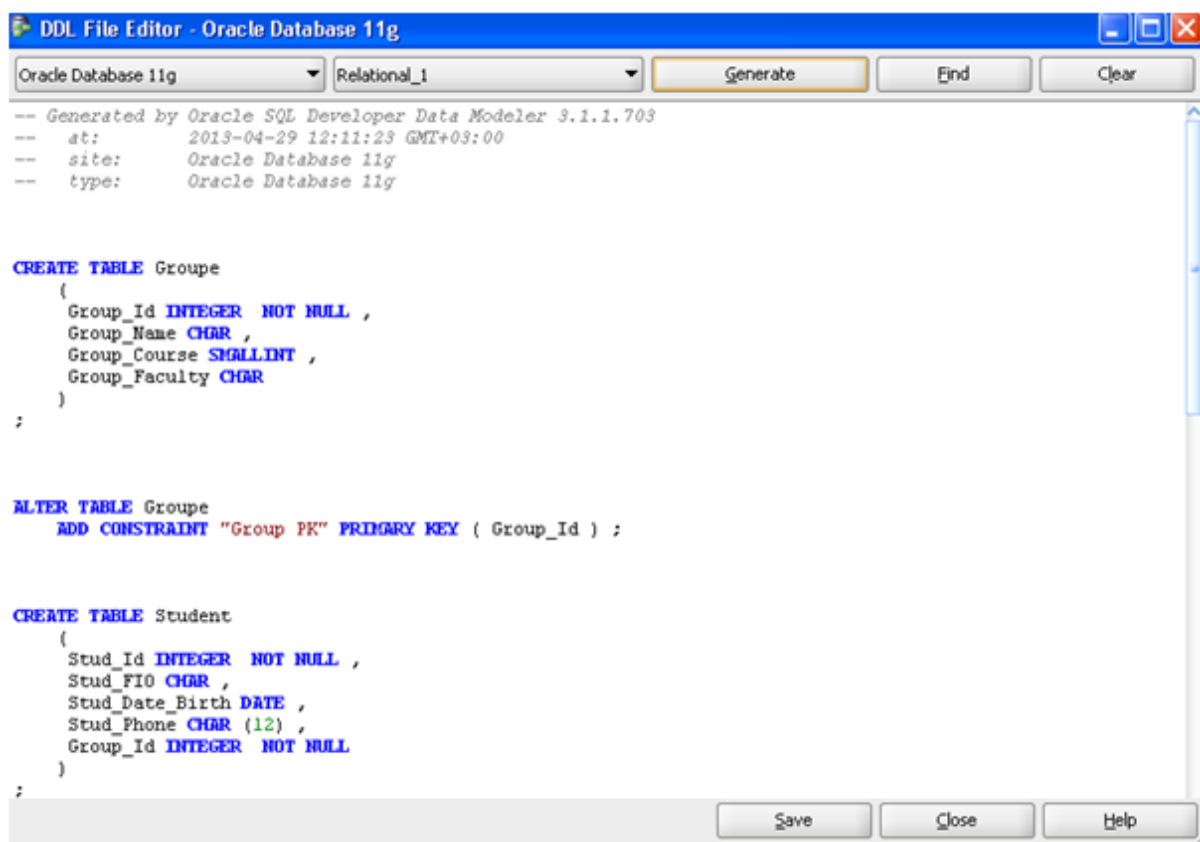 DDL File Editor - Oracle Database 11g
Oracle Database 11g Relational_1 Generate Find Clear
-- Generated by Oracle SQL Developer Data Modeler 3.1.1.703
--   at:        2013-04-29 12:11:23 GMT+03:00
--   site:      Oracle Database 11g
--   type:      Oracle Database 11g
CREATE TABLE Groupe
(
Group_Id INTEGER  NOT NULL ,
Group_Name CHAR ,
Group_Course SMALLINT ,
Group_Faculty CHAR
)
;
ALTER TABLE Groupe
ADD CONSTRAINT "Group PK" PRIMARY KEY ( Group_Id ) ;
CREATE TABLE Student
(
Stud_Id INTEGER  NOT NULL ,
Stud_FIO CHAR ,
Stud_Date_Birth DATE ,
Stud_Phone CHAR (12) ,
Group_Id INTEGER  NOT NULL
)
;
Save Close Help